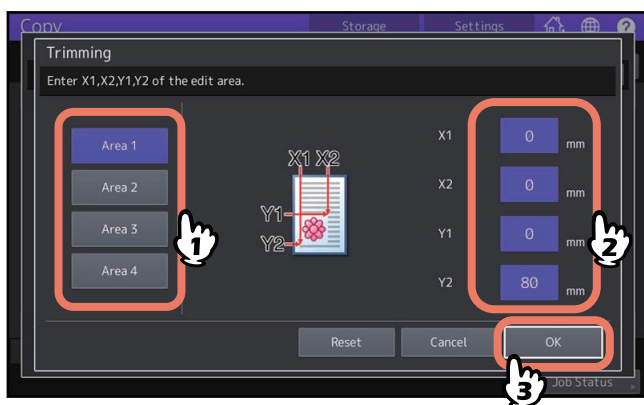 Copy
Storage
Settings
?
Trimming
Enter X1,X2,Y1,Y2 of the edit area.
Area 1
Area 2
Area 3
Area 4
1
X1 X2
Y1
Y2
X1 0 mm
X2 0 mm
Y1 0 mm
Y2 80 mm
2
Reset
Cancel
OK
3
Job Status